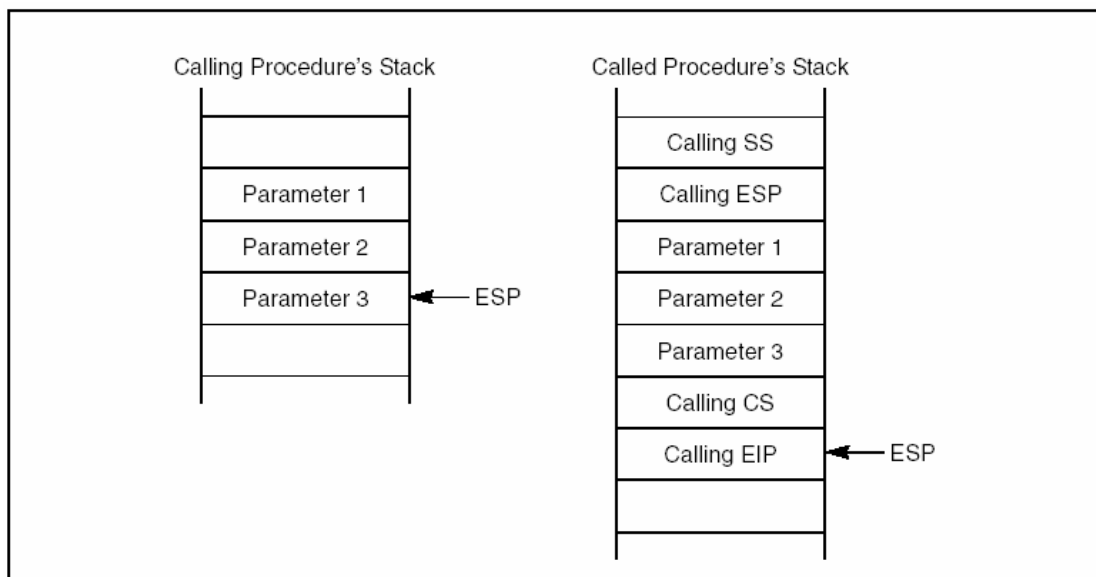 Calling Procedure's Stack
Parameter 1
Parameter 2
Parameter 3
ESP
Called Procedure's Stack
Calling SS
Calling ESP
Parameter 1
Parameter 2
Parameter 3
Calling CS
Calling EIP
ESP